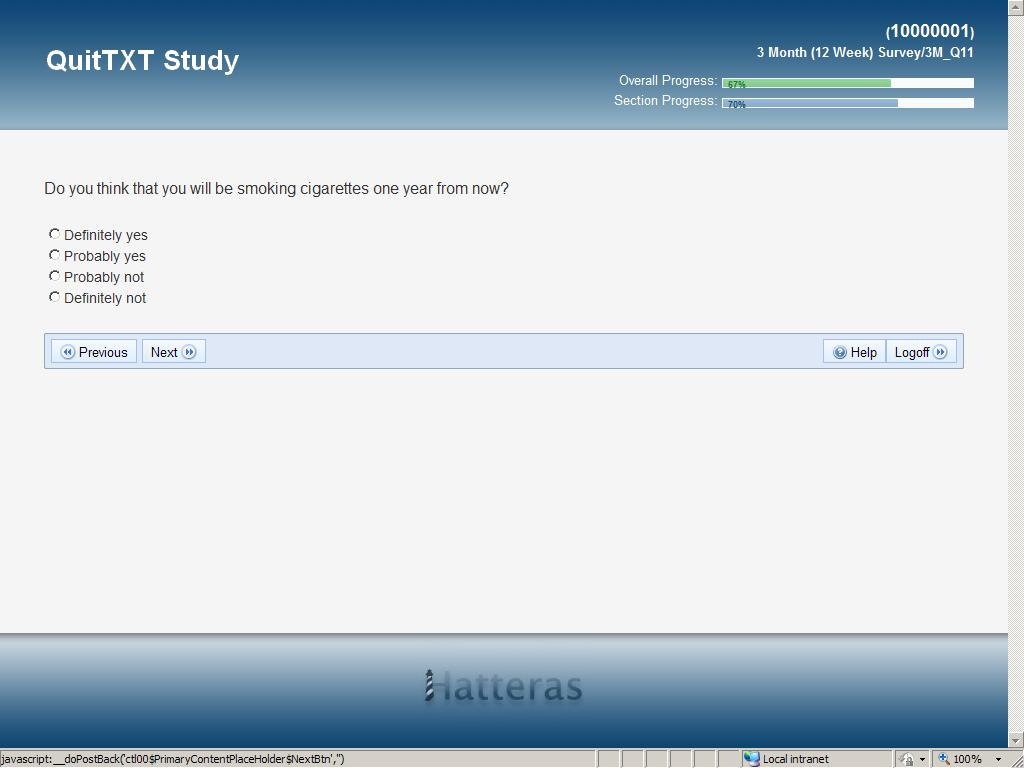 QuitTXT Study
(10000001)
3 Month (12 Week) Survey/3M_Q11
Overall Progress: 67%
Section Progress: 70%
Do you think that you will be smoking cigarettes one year from now?
Definitely yes
Probably yes
Probably not
Definitely not
Previous Next Help Logoff
Hatteras
javascript:__doPostBack('ctl00$PrimaryContentPlaceHolder$NextBtn','') Local intranet 100%